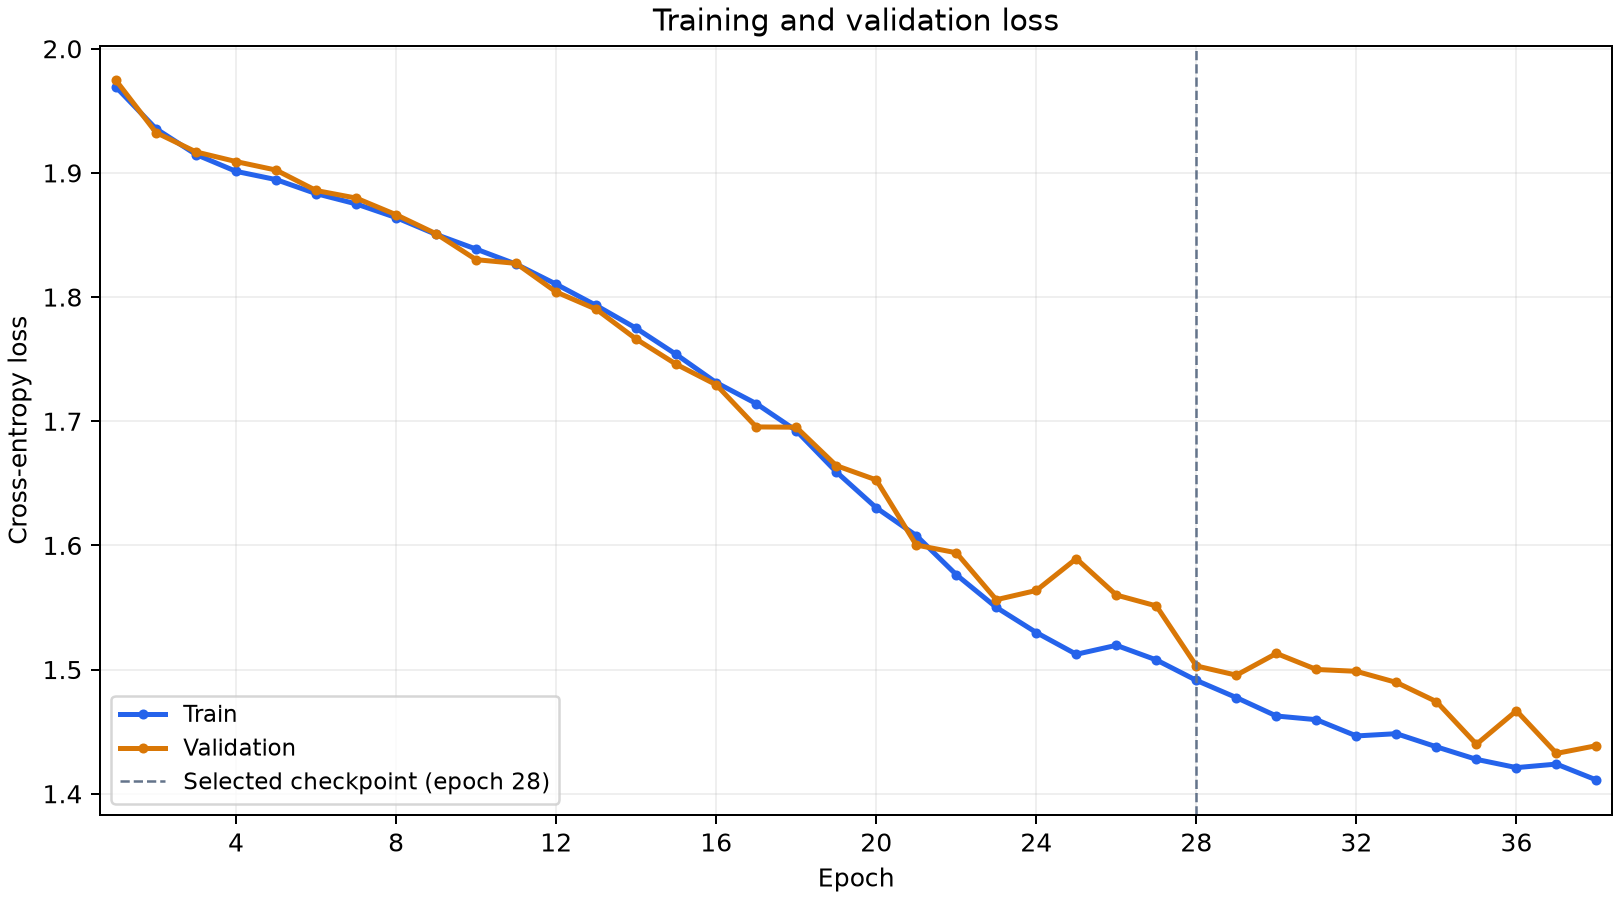 Training and validation loss
Cross-entropy loss
2.0
1.9
1.8
1.7
1.6
1.5
1.4
Train
Validation
Selected checkpoint (epoch 28)
4 8 12 16 20 24 28 32 36
Epoch